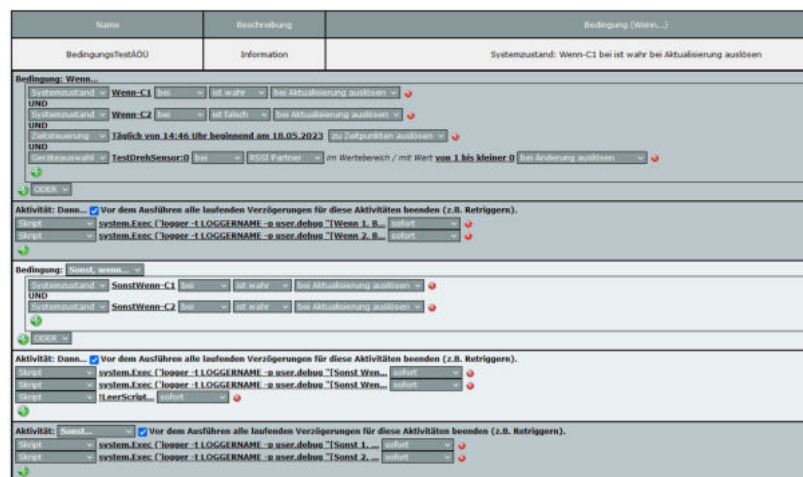 Name Beschreibung Bedingung (Wenn...)
BedingungsTestÄÖÜ Information Systemzustand: Wenn-C1 bei ist wahr bei Aktualisierung auslösen
Bedingung: Wenn...
Systemzustand Wenn-C1 bei ist wahr bei Aktualisierung auslösen
UND
Systemzustand Wenn-C2 bei ist falsch bei Aktualisierung auslösen
UND
Zeitsteuerung Täglich von 14:46 Uhr beginnend am 18.05.2023 zu Zeitpunkten auslösen
UND
Geräteauswahl TestDrehSensor:0 bei RSSI Partner im Wertebereich / mit Wert von 1 bis kleiner 0 bei Änderung auslösen
ODER
Aktivität: Dann... Vor dem Ausführen alle laufenden Verzögerungen für diese Aktivitäten beenden (z.B. Retriggern).
Skript system.Exec ("logger -t LOGGERNAME -p user.debug "[Wenn 1. B... sofort
Skript system.Exec ("logger -t LOGGERNAME -p user.debug "[Wenn 2. B... sofort
Bedingung: Sonst, wenn...
Systemzustand SonstWenn-C1 bei ist wahr bei Aktualisierung auslösen
UND
Systemzustand SonstWenn-C2 bei ist wahr bei Aktualisierung auslösen
ODER
Aktivität: Dann... Vor dem Ausführen alle laufenden Verzögerungen für diese Aktivitäten beenden (z.B. Retriggern).
Skript system.Exec ("logger -t LOGGERNAME -p user.debug "[Sonst Wen... sofort
Skript system.Exec ("logger -t LOGGERNAME -p user.debug "[Sonst Wen... sofort
Skript !LeerScript... sofort
Aktivität: Sonst... Vor dem Ausführen alle laufenden Verzögerungen für diese Aktivitäten beenden (z.B. Retriggern).
Skript system.Exec ("logger -t LOGGERNAME -p user.debug "[Sonst 1. ... sofort
Skript system.Exec ("logger -t LOGGERNAME -p user.debug "[Sonst 2. ... sofort